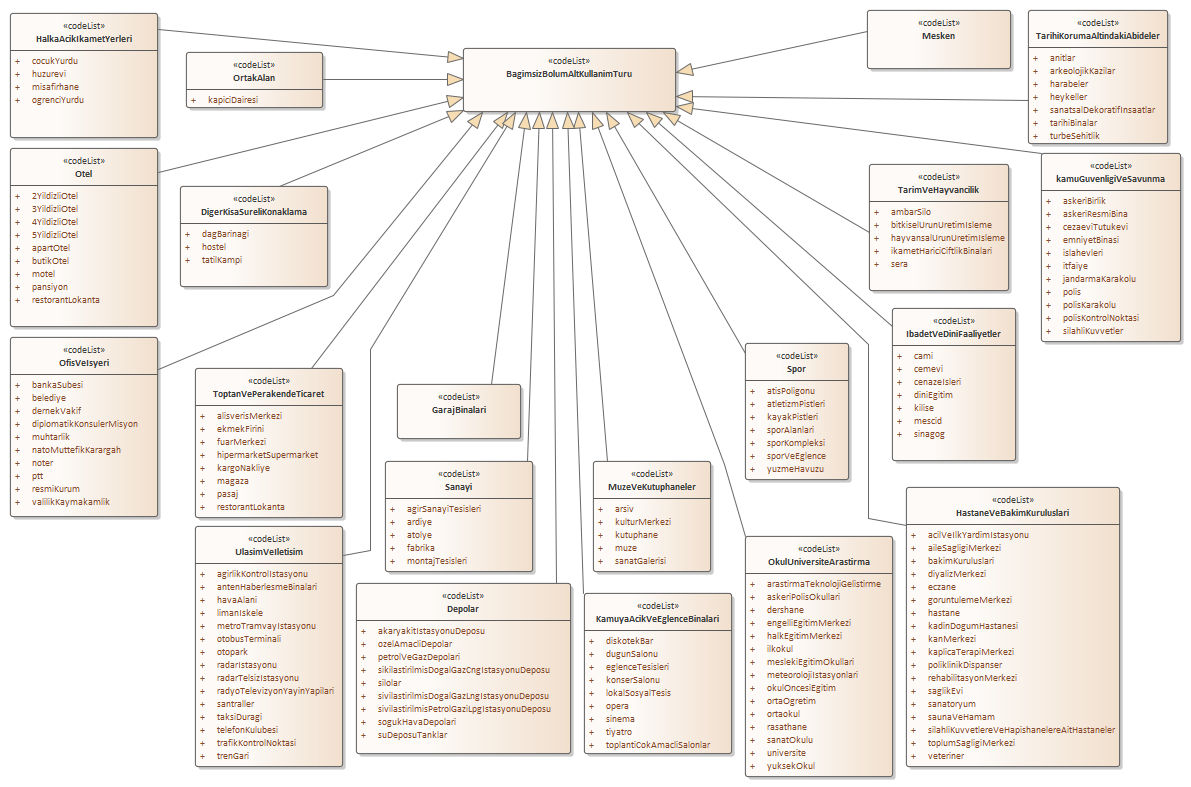 «codeList»
HalkaAcikIkametYerleri
+ cocukYurdu
+ huzurevi
+ misafirhane
+ ogrenciYurdu
«codeList»
OrtakAlan
+ kapiciDairesi
«codeList»
BagimsizBolumAltKullanimTuru
«codeList»
Mesken
«codeList»
TarihiKorumaAltindakiAbideler
+ anitlar
+ arkeolojikKazilar
+ harabeler
+ heykeller
+ sanatsalDekoratifInsaatlar
+ tarihiBinalar
+ turbeSehitlik
«codeList»
Otel
+ 2YildizliOtel
+ 3YildizliOtel
+ 4YildizliOtel
+ 5YildizliOtel
+ apartOtel
+ butikOtel
+ motel
+ pansiyon
+ restorantLokanta
«codeList»
DigerKisaSureliKonaklama
+ dagBarinagi
+ hostel
+ tatilKampi
«codeList»
TarimVeHayvancilik
+ ambarSilo
+ bitkiselUrunUretimIsleme
+ hayvansalUrunUretimIsleme
+ ikametHariciCiftlikBinalari
+ sera
«codeList»
kamuGuvenligiVeSavunma
+ askeriBirlik
+ askeriResmiBina
+ cezaeviTutukevi
+ emniyetBinasi
+ islahevleri
+ itfaiye
+ jandarmaKarakolu
+ polis
+ polisKarakolu
+ polisKontrolNoktasi
+ silahliKuvvetler
«codeList»
OfisVeIsyeri
+ bankaSubesi
+ belediye
+ dernekVakif
+ diplomatikKonsulerMisyon
+ muhtarlik
+ natoMuttefikKarargah
+ noter
+ ptt
+ resmiKurum
+ valilikKaymakamlik
«codeList»
ToptanVePerakendeTicaret
+ alisverisMerkezi
+ ekmekFirini
+ fuarMerkezi
+ hipermarketSupermarket
+ kargoNakliye
+ magaza
+ pasaj
+ restorantLokanta
«codeList»
GarajBinalari
«codeList»
Spor
+ atisPoligonu
+ atletizmPistleri
+ kayakPistleri
+ sporAlanlari
+ sporKompleksi
+ sporVeEglence
+ yuzmeHavuzu
«codeList»
IbadetVeDiniFaaliyetler
+ cami
+ cemevi
+ cenazeIsleri
+ diniEgitim
+ kilise
+ mescid
+ sinagog
«codeList»
Sanayi
+ agirSanayiTesisleri
+ ardiye
+ atolye
+ fabrika
+ montajTesisleri
«codeList»
MuzeVeKutuphaneler
+ arsiv
+ kulturMerkezi
+ kutuphane
+ muze
+ sanatGalerisi
«codeList»
UlasimVeIletisim
+ agirlikKontrolIstasyonu
+ antenHaberlesmeBinalari
+ havaAlani
+ limanIskele
+ metroTramvayIstasyonu
+ otobusTerminali
+ otopark
+ radarIstasyonu
+ radarTelsizIstasyonu
+ radyoTelevizyonYayinYapilari
+ santraller
+ taksiDuragi
+ telefonKulubesi
+ trafikKontrolNoktasi
+ trenGari
«codeList»
Depolar
+ akaryakitIstasyonuDeposu
+ ozelAmacliDepolar
+ petrolVeGazDepolari
+ sikilastirilmisDogalGazCngIstasyonuDeposu
+ silolar
+ sivilastirilmisDogalGazLngIstasyonuDeposu
+ sivilastirilmisPetrolGaziLpgIstasyonuDeposu
+ sogukHavaDepolari
+ suDeposuTanklar
«codeList»
KamuyaAcikVeEglenceBinalari
+ diskotekBar
+ dugunSalonu
+ eglenceTesisleri
+ konserSalonu
+ lokalSosyalTesis
+ opera
+ sinema
+ tiyatro
+ toplantiCokAmacliSalonlar
«codeList»
OkulUniversiteArastirma
+ arastirmaTeknolojiGelistirme
+ askeriPolisOkullari
+ dershane
+ engelliEgitimMerkezi
+ halkEgitimMerkezi
+ ilkokul
+ meslekiEgitimOkullari
+ meteorolojiIstasyonlari
+ okulOncesiEgitim
+ ortaOgretim
+ ortaokul
+ rasathane
+ sanatOkulu
+ universite
+ yuksekOkul
«codeList»
HastaneVeBakimKuruluslari
+ acilVeIlkYardimIstasyonu
+ aileSagligiMerkezi
+ bakimKuruluslari
+ diyalizMerkezi
+ eczane
+ goruntulemeMerkezi
+ hastane
+ kadinDogumHastanesi
+ kanMerkezi
+ kaplicaTerapiMerkezi
+ poliklinikDispanser
+ rehabilitasyonMerkezi
+ saglikEvi
+ sanatoryum
+ saunaVeHamam
+ silahliKuvvetlereVeHapishanelereAitHastaneler
+ toplumSagligiMerkezi
+ veteriner